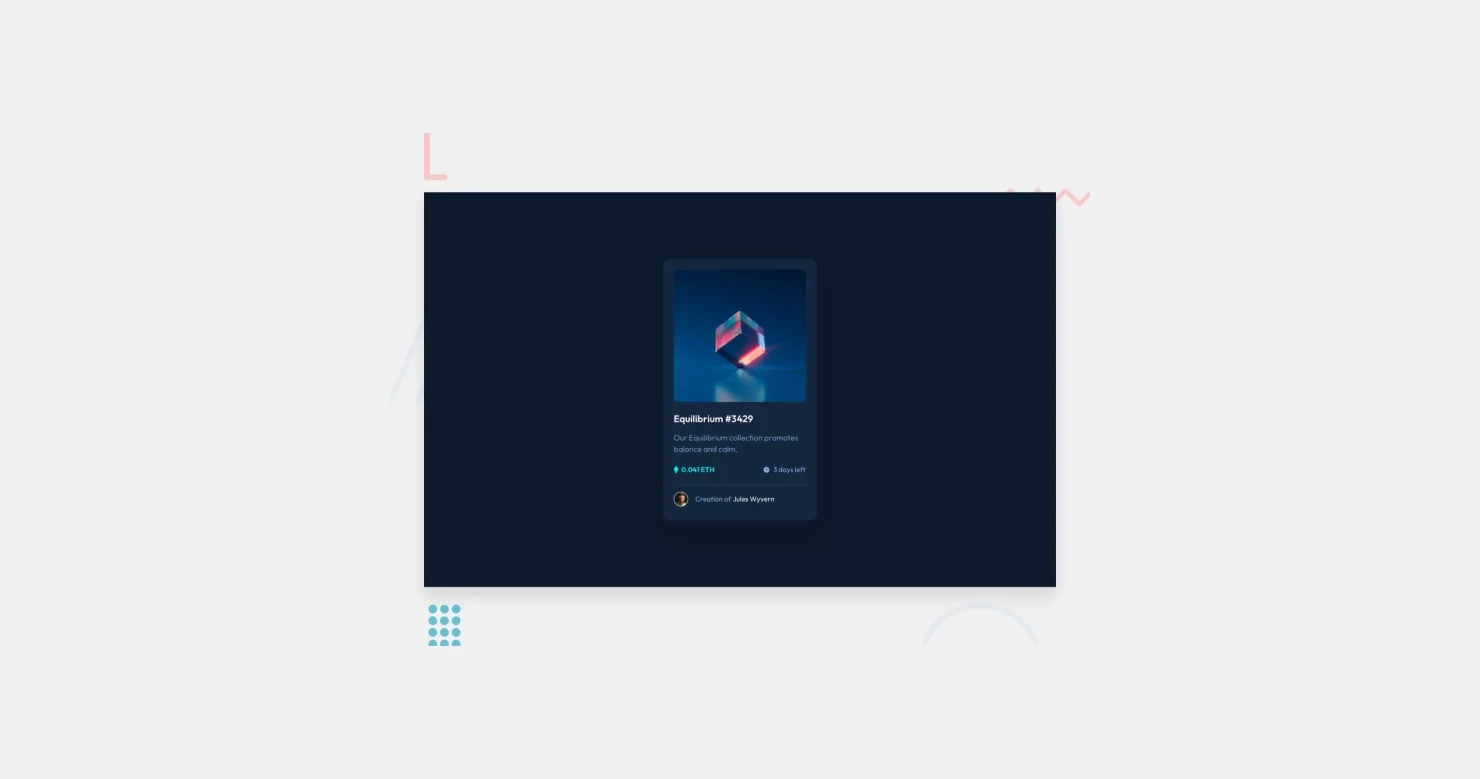 Equilibrium #3429
Our Equilibrium collection promotes
balance and calm.
0.041 ETH
3 days left
Creation of Jules Wyvern